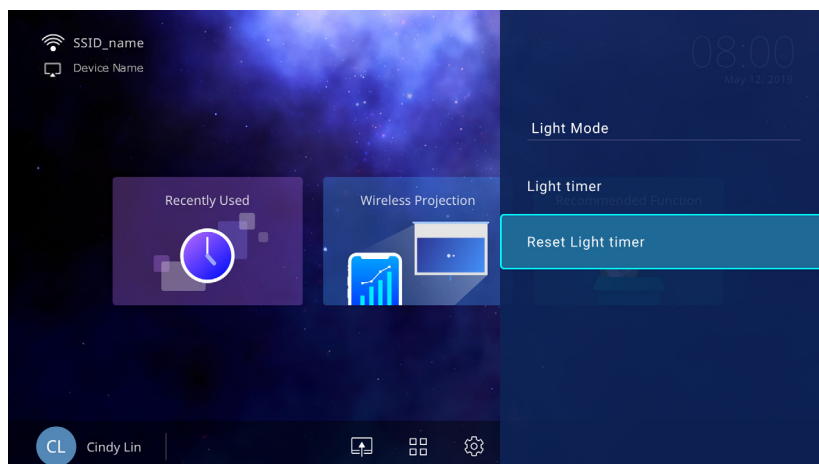 SSID_name
Device Name
08:00
May 12, 2019
Light Mode
Light timer
Recently Used
Wireless Projection
Recommended Function
Reset Light timer
CL
Cindy Lin